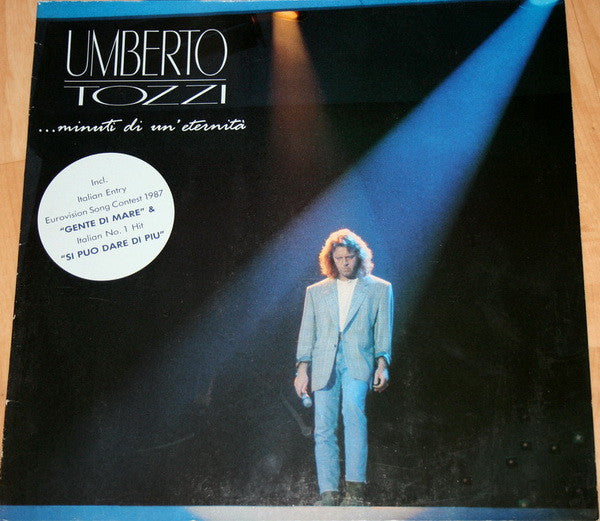 UMBERTO
TOZZI
...minuti di un'eternità
Incl.
Italian Entry
Eurovision Song Contest 1987
"GENTE DI MARE" &
Italian No. 1 Hit
"SI PUO DARE DI PIU"